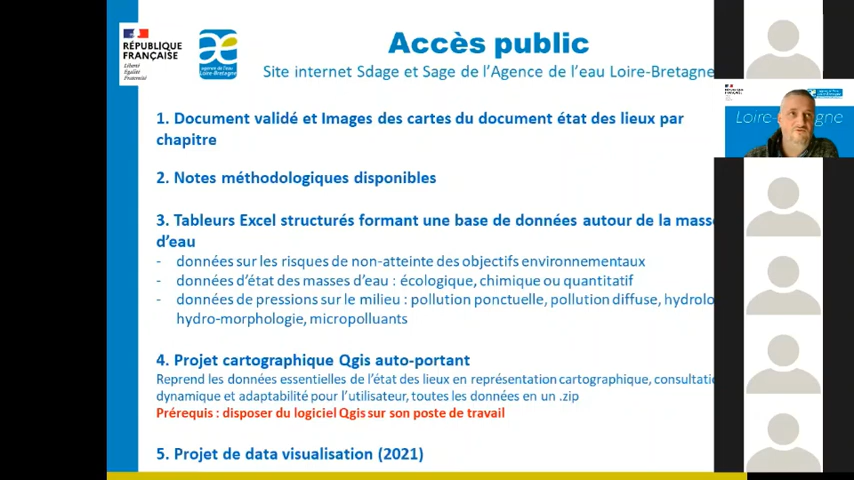 RÉPUBLIQUE
FRANÇAISE
Liberté
Égalité
Fraternité
agence de l'eau
Loire-Bretagne
Accès public
Site internet Sdage et Sage de l'Agence de l'eau Loire-Bretagne
1. Document validé et Images des cartes du document état des lieux par
chapitre
2. Notes méthodologiques disponibles
3. Tableurs Excel structurés formant une base de données autour de la masse
d'eau
- données sur les risques de non-atteinte des objectifs environnementaux
- données d'état des masses d'eau : écologique, chimique ou quantitatif
- données de pressions sur le milieu : pollution ponctuelle, pollution diffuse, hydrolo
hydro-morphologie, micropolluants
4. Projet cartographique Qgis auto-portant
Reprend les données essentielles de l'état des lieux en représentation cartographique, consultatio
dynamique et adaptabilité pour l'utilisateur, toutes les données en un .zip
Prérequis : disposer du logiciel Qgis sur son poste de travail
5. Projet de data visualisation (2021)